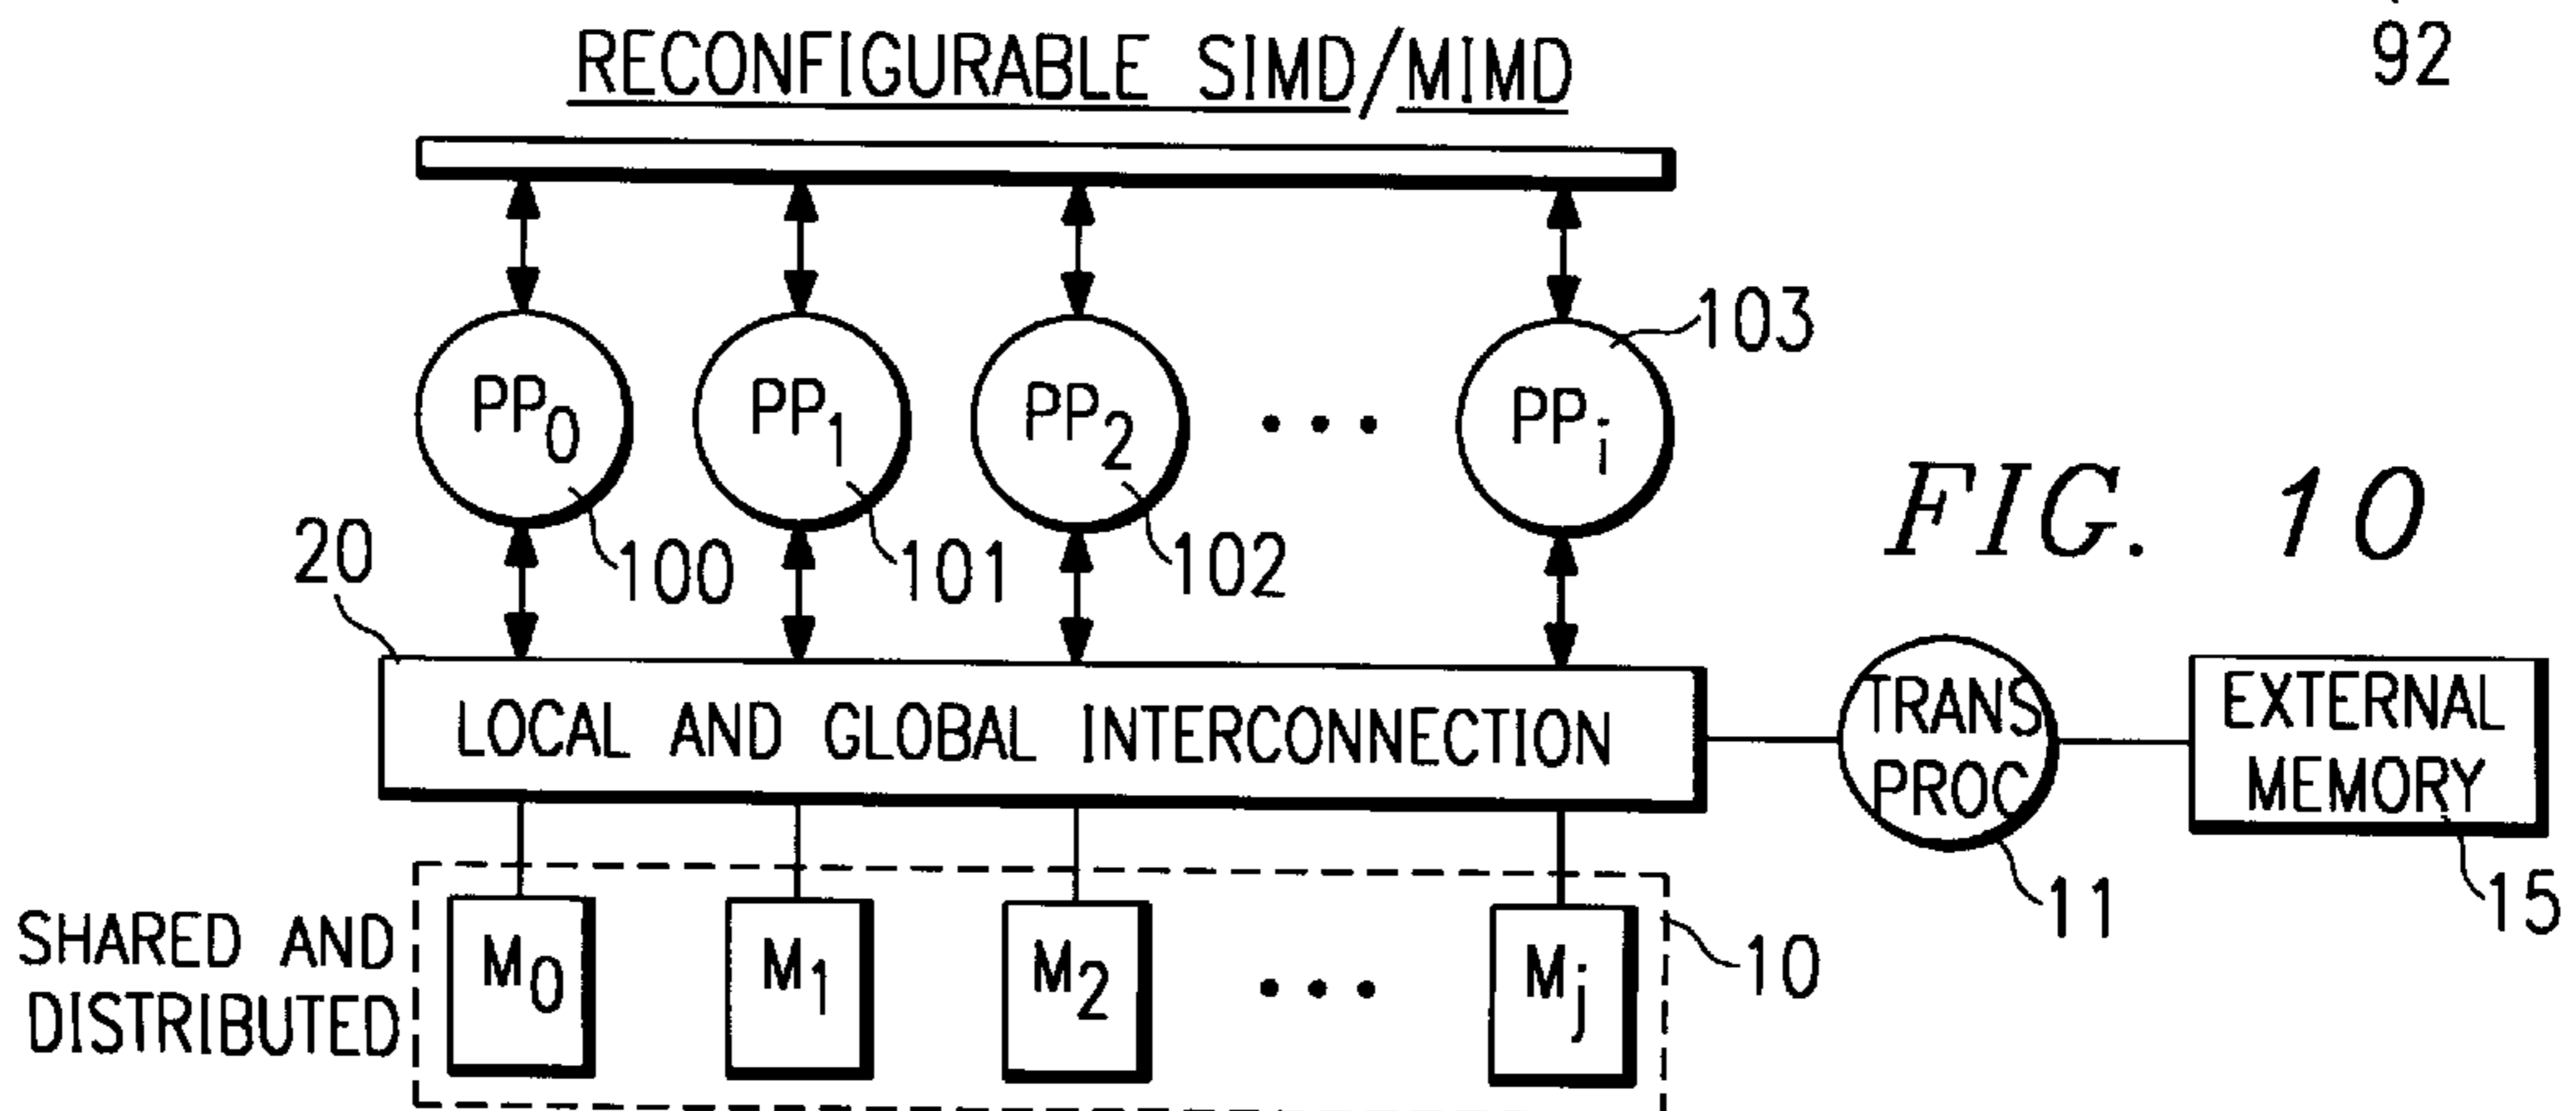 92
RECONFIGURABLE SIMD/MIMD
PP0 PP1 PP2 ... PPi
103
FIG. 10
20 100 101 102
LOCAL AND GLOBAL INTERCONNECTION
TRANS
PROC
EXTERNAL
MEMORY
11
15
SHARED AND
DISTRIBUTED
M0 M1 M2 ... Mj
10